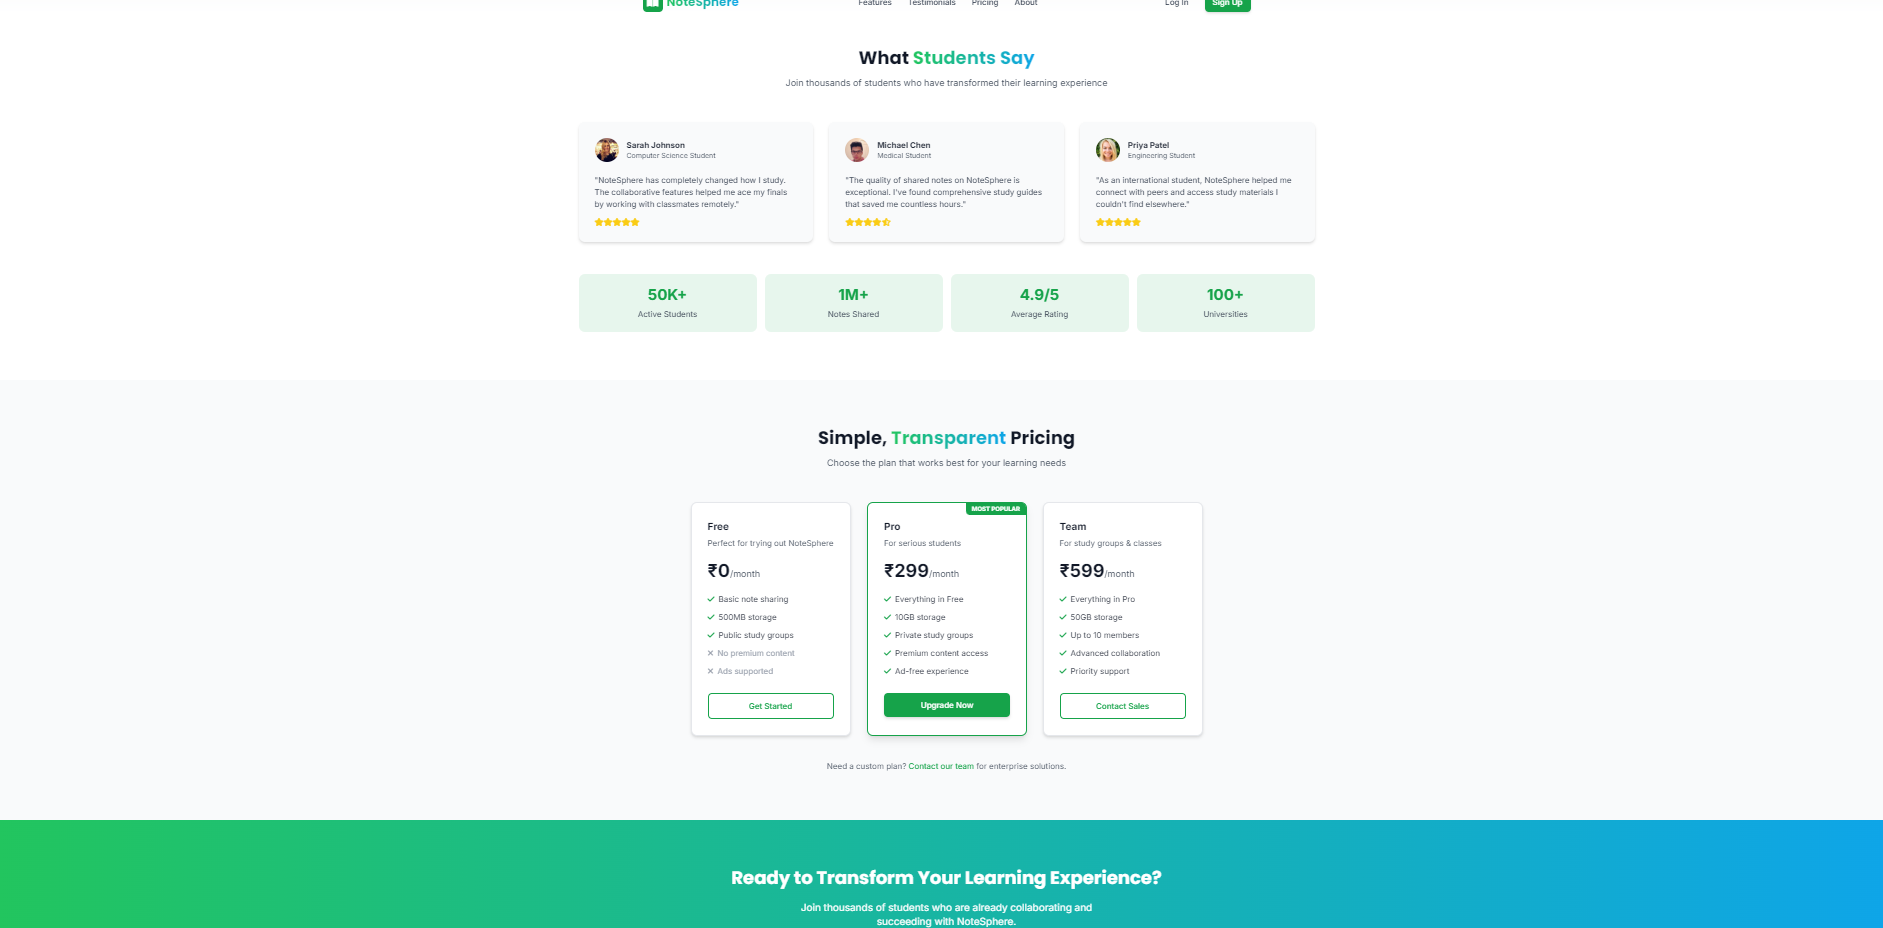 NoteSphere
Features Testimonials Pricing About
Log In Sign Up
What Students Say
Join thousands of students who have transformed their learning experience
Sarah Johnson
Computer Science Student
"NoteSphere has completely changed how I study.
The collaborative features helped me ace my finals
by working with classmates remotely."
Michael Chen
Medical Student
"The quality of shared notes on NoteSphere is
exceptional. I've found comprehensive study guides
that saved me countless hours."
Priya Patel
Engineering Student
"As an international student, NoteSphere helped me
connect with peers and access study materials I
couldn't find elsewhere."
50K+
Active Students
1M+
Notes Shared
4.9/5
Average Rating
100+
Universities
Simple, Transparent Pricing
Choose the plan that works best for your learning needs
Free
Perfect for trying out NoteSphere
₹0/month
Basic note sharing
500MB storage
Public study groups
No premium content
Ads supported
Get Started
MOST POPULAR
Pro
For serious students
₹299/month
Everything in Free
10GB storage
Private study groups
Premium content access
Ad-free experience
Upgrade Now
Team
For study groups & classes
₹599/month
Everything in Pro
50GB storage
Up to 10 members
Advanced collaboration
Priority support
Contact Sales
Need a custom plan? Contact our team for enterprise solutions.
Ready to Transform Your Learning Experience?
Join thousands of students who are already collaborating and
succeeding with NoteSphere.